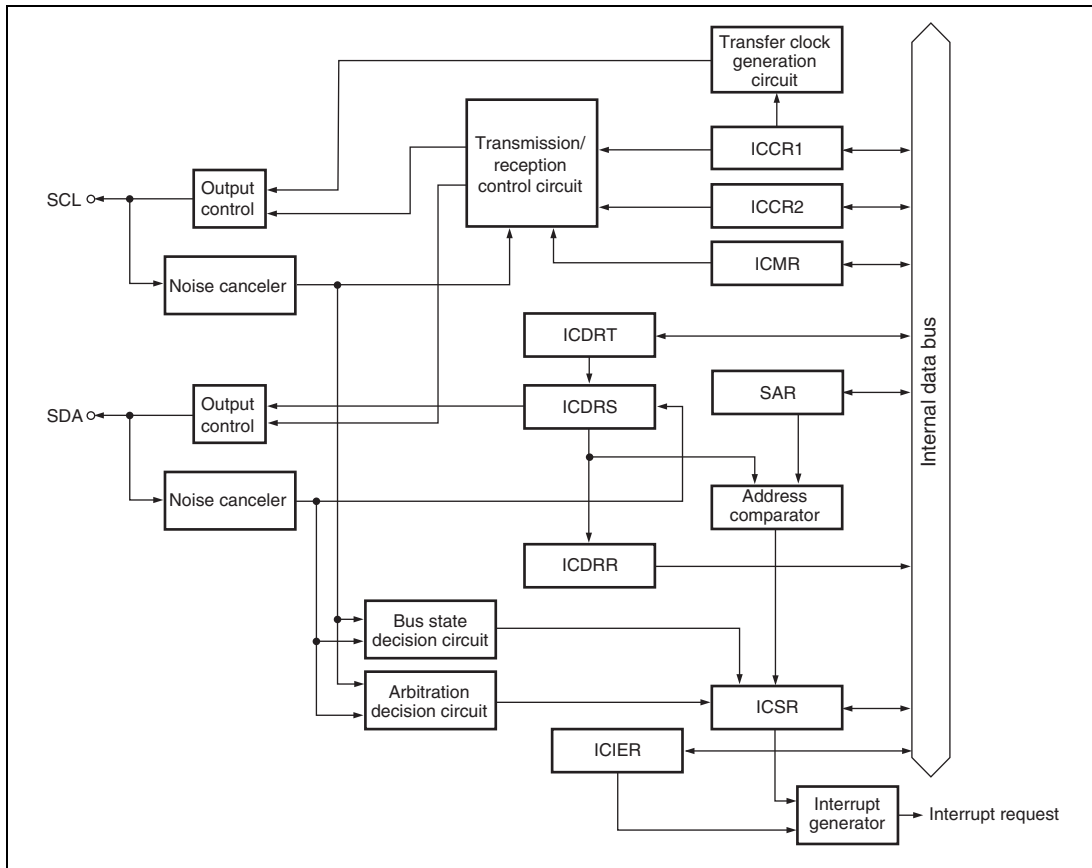 Transfer clock
generation
circuit
Transmission/
reception
control circuit
ICCR1
SCL
Output
control
ICCR2
ICMR
Noise canceler
ICDRT
Internal data bus
SDA
Output
control
ICDRS
SAR
Noise canceler
Address
comparator
ICDRR
Bus state
decision circuit
Arbitration
decision circuit
ICSR
ICIER
Interrupt
generator
Interrupt request